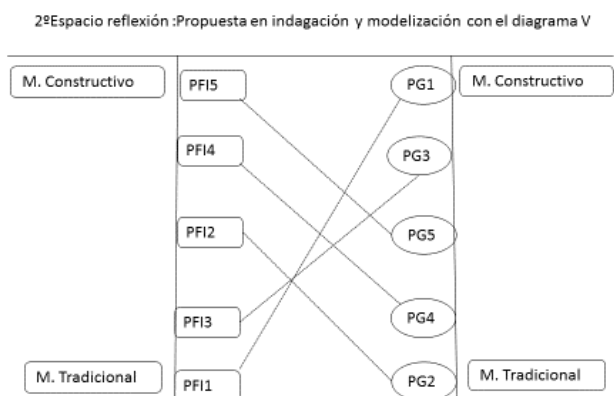 2ºEspacio reflexión :Propuesta en indagación y modelización con el diagrama V
M. Constructivo PFI5 PG1 M. Constructivo
PFI4 PG3
PFI2 PG5
PFI3 PG4
M. Tradicional PFI1 PG2 M. Tradicional